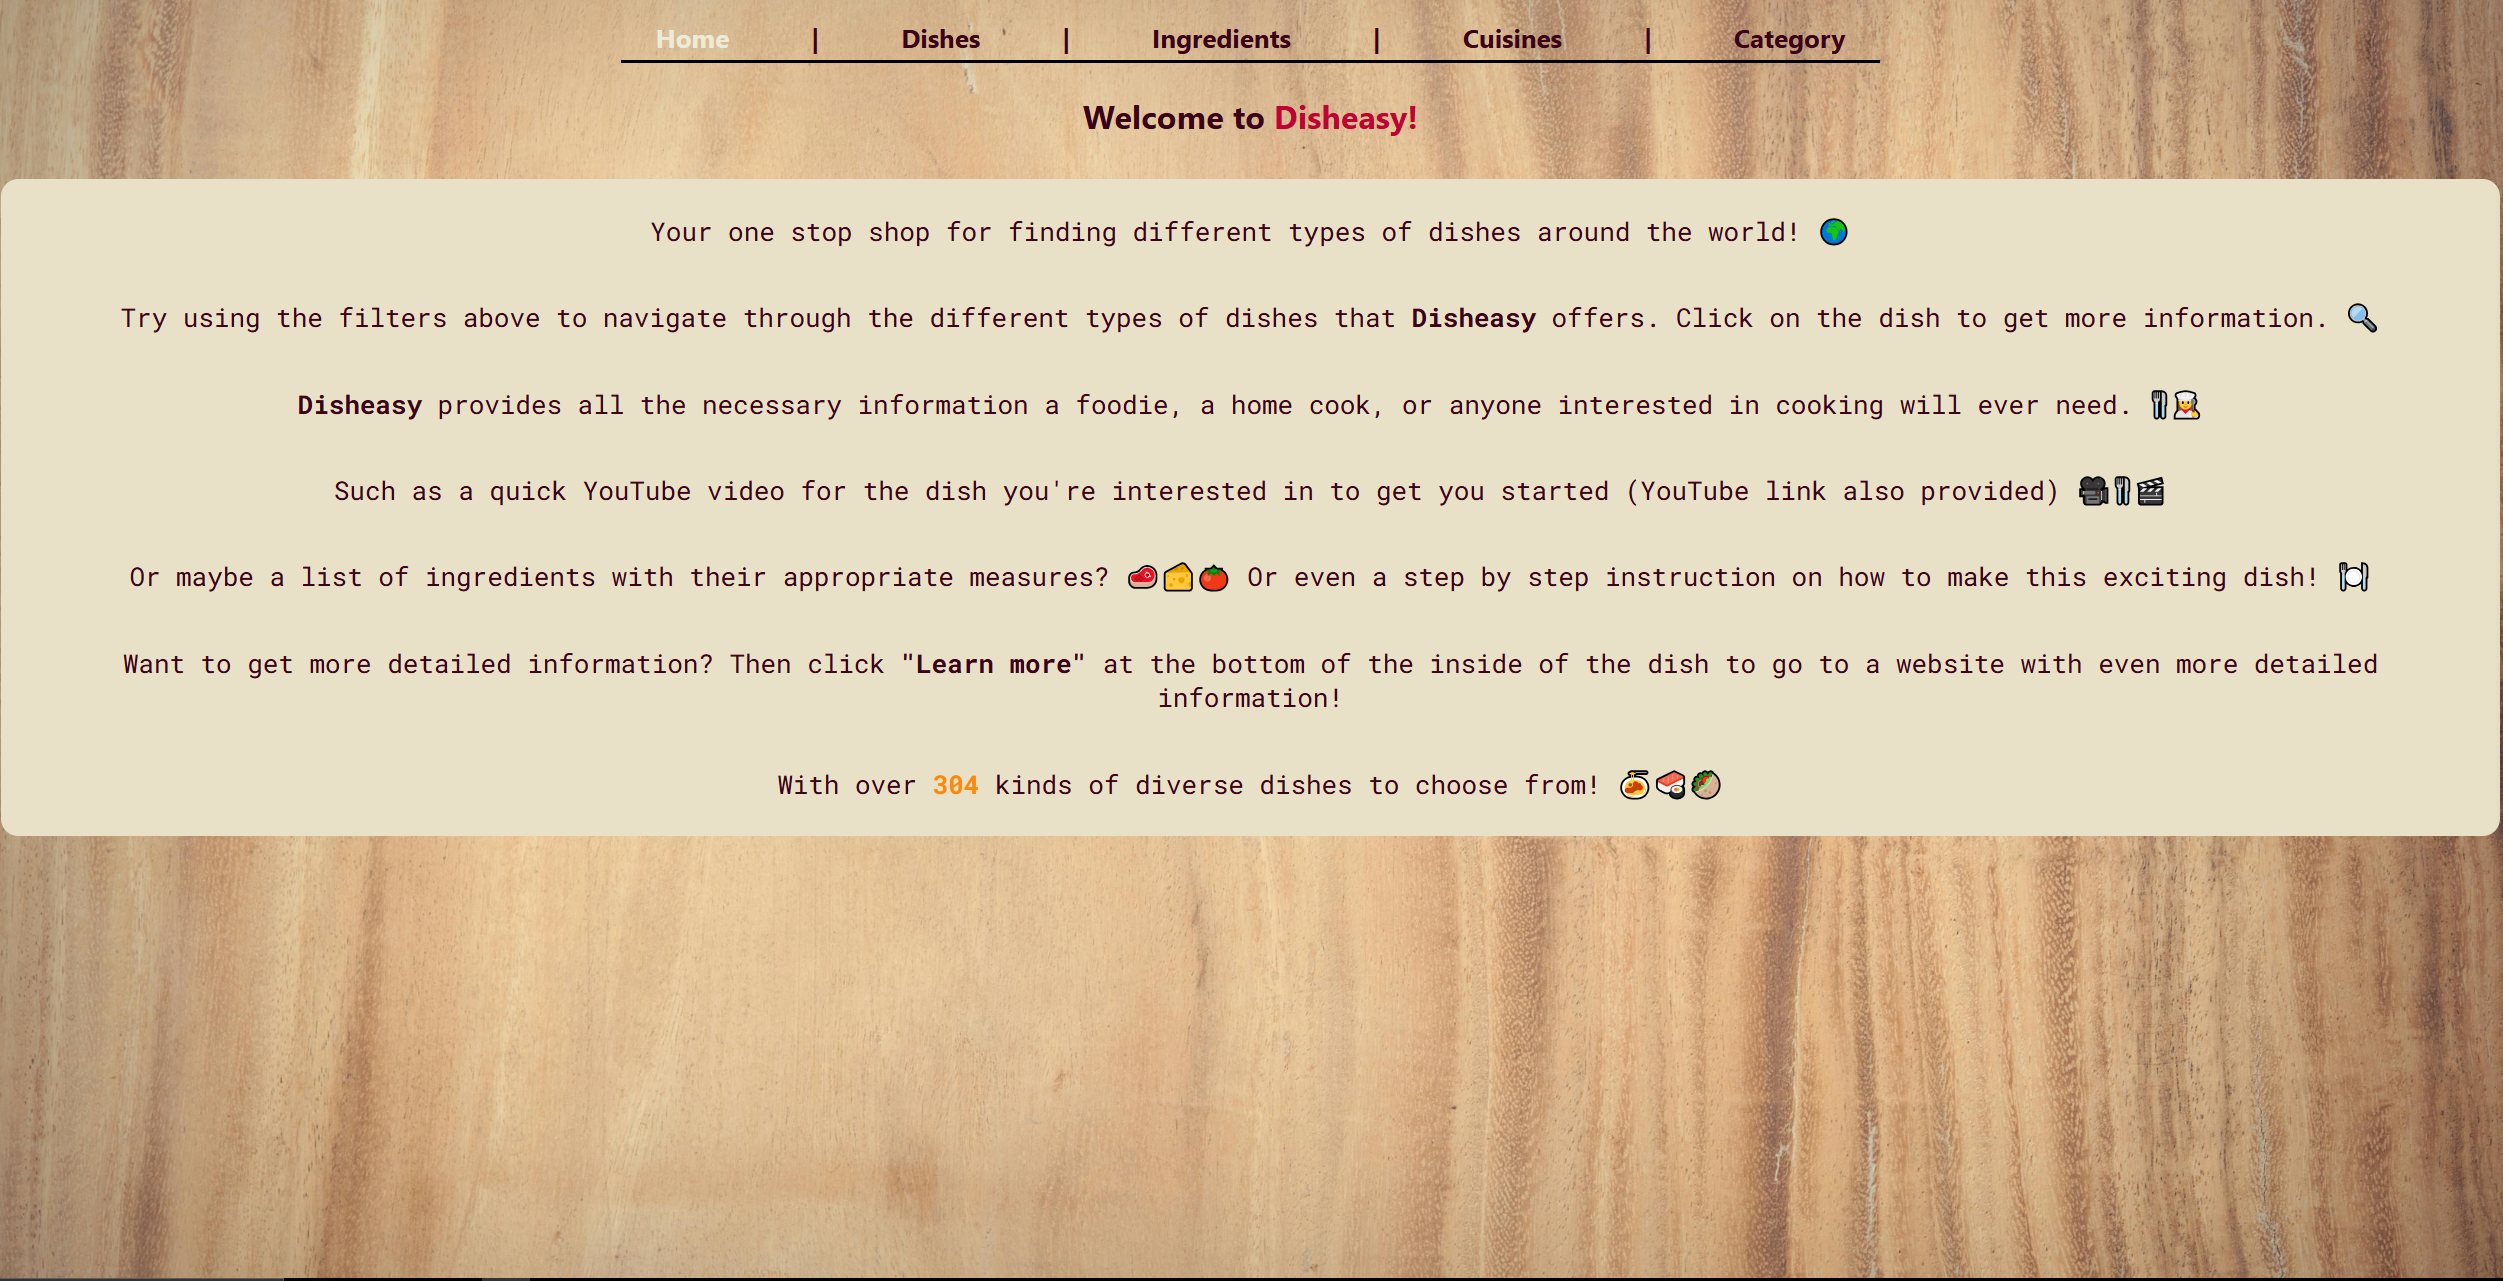 Home | Dishes | Ingredients | Cuisines | Category
Welcome to Disheasy!
Your one stop shop for finding different types of dishes around the world! 🌍
Try using the filters above to navigate through the different types of dishes that Disheasy offers. Click on the dish to get more information. 🔍
Disheasy provides all the necessary information a foodie, a home cook, or anyone interested in cooking will ever need. 🍴👩‍🍳
Such as a quick YouTube video for the dish you're interested in to get you started (YouTube link also provided) 🎥🍴🎬
Or maybe a list of ingredients with their appropriate measures? 🥩🧀🍅 Or even a step by step instruction on how to make this exciting dish! 🍽️
Want to get more detailed information? Then click "Learn more" at the bottom of the inside of the dish to go to a website with even more detailed
information!
With over 304 kinds of diverse dishes to choose from! 🍝🍣🥙